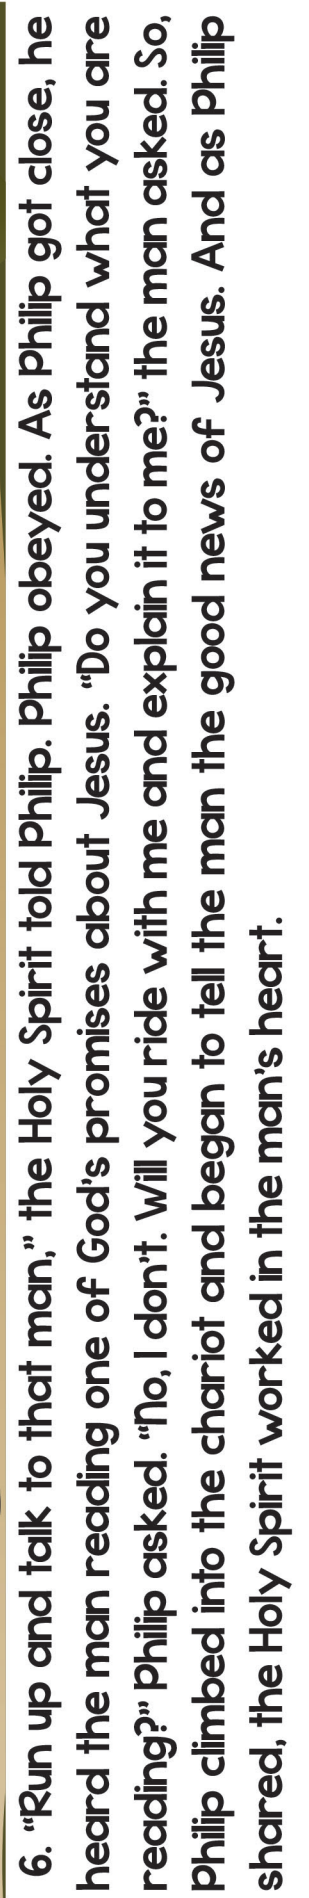 6. “Run up and talk to that man,” the Holy Spirit told Philip. Philip obeyed. As Philip got close, he
heard the man reading one of God’s promises about Jesus. “Do you understand what you are
reading?” Philip asked. “No, I don’t. Will you ride with me and explain it to me?” the man asked. So,
Philip climbed into the chariot and began to tell the man the good news of Jesus. And as Philip
shared, the Holy Spirit worked in the man’s heart.